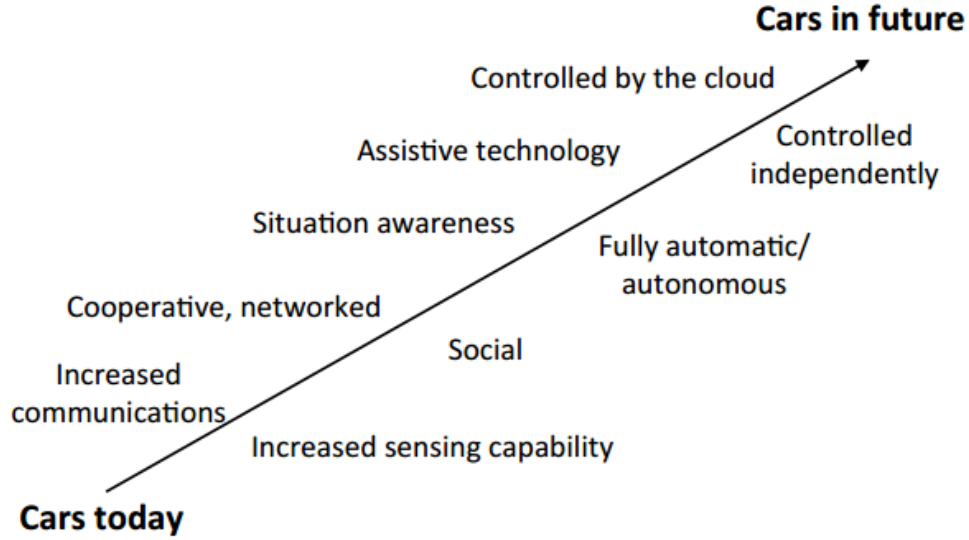 Cars in future
Controlled by the cloud
Controlled
independently
Assistive technology
Situation awareness
Fully automatic/
autonomous
Cooperative, networked
Social
Increased
communications
Increased sensing capability
Cars today